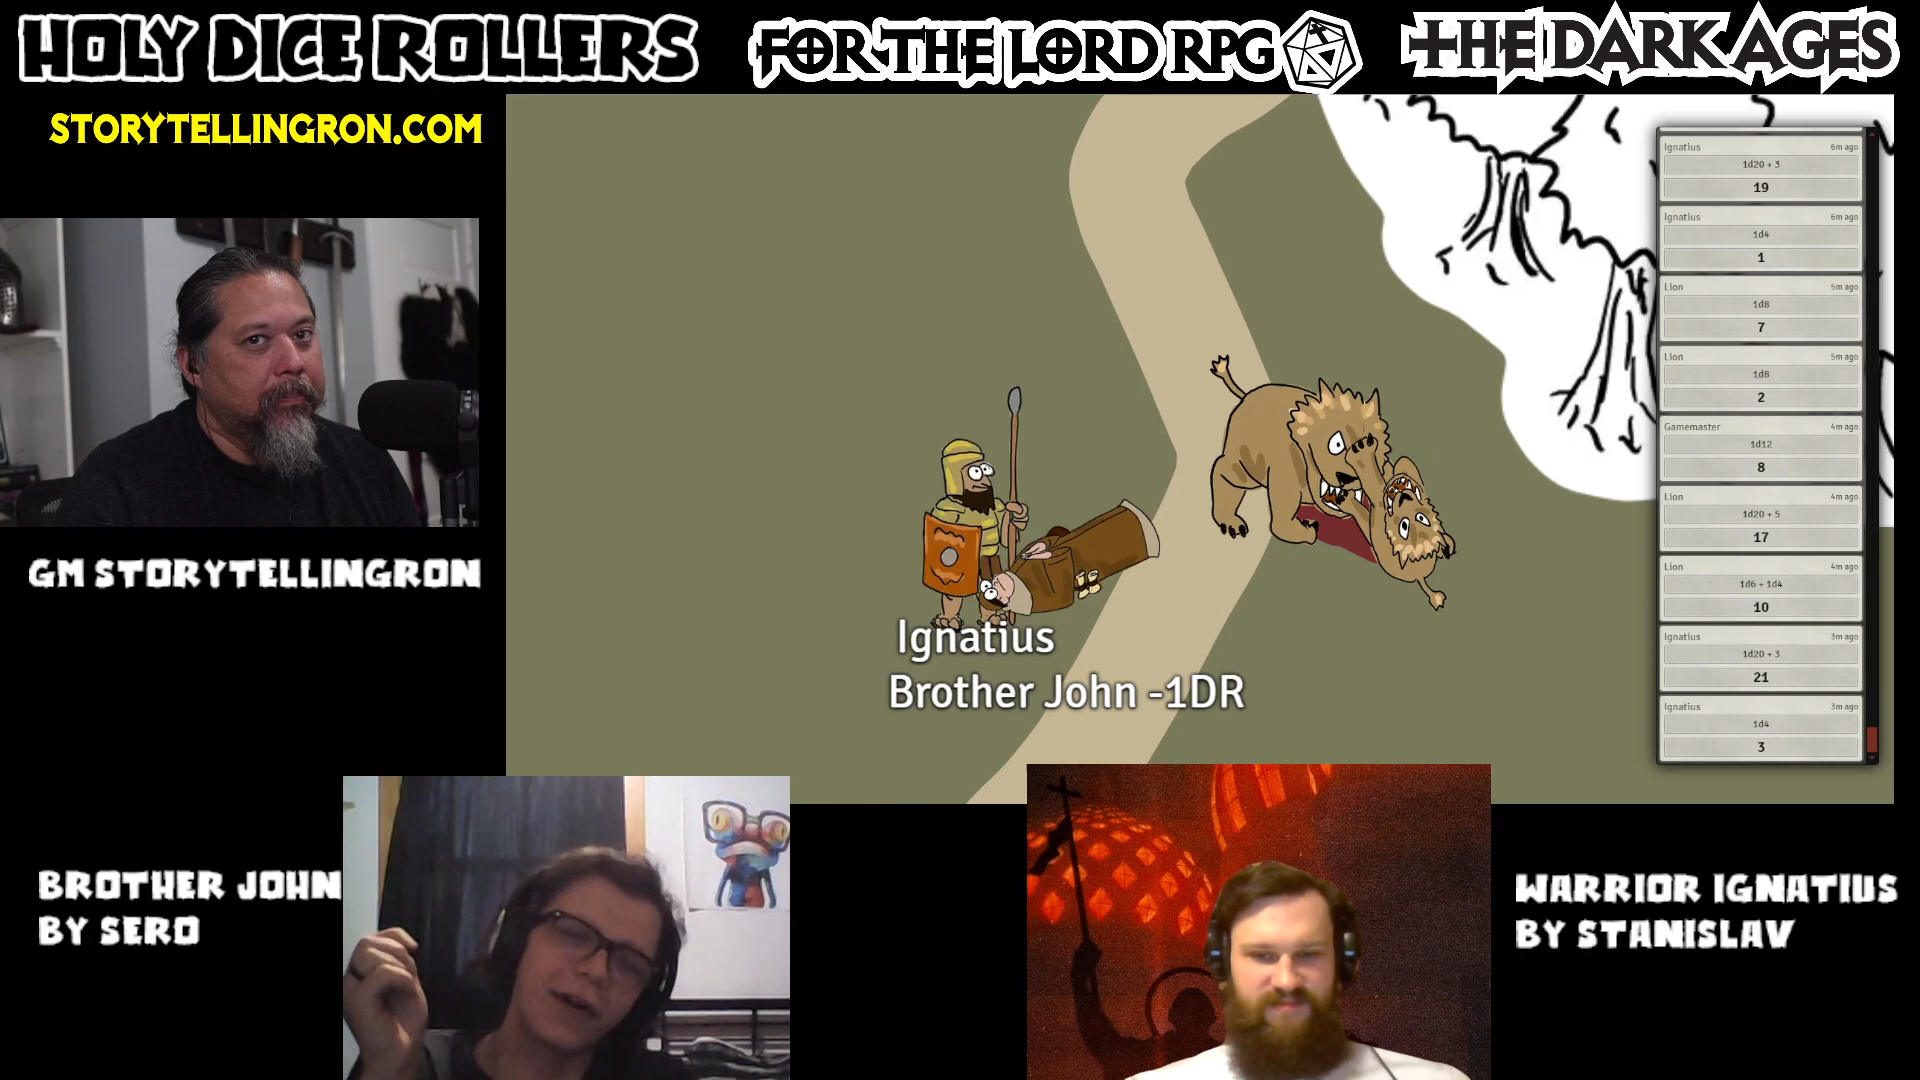 HOLY DICE ROLLERS
FOR THE LORD RPG
THE DARK AGES
STORYTELLINGRON.COM
GM STORYTELLINGRON
Ignatius
Brother John -1DR
Ignatius 6m ago
1d20 + 3
19
Ignatius 6m ago
1d4
1
Lion 5m ago
1d8
7
Lion 5m ago
1d8
2
Gamemaster 4m ago
1d12
8
Lion 4m ago
1d20 + 5
17
Lion 4m ago
1d6 + 1d4
10
Ignatius 3m ago
1d20 + 3
21
Ignatius 3m ago
1d4
3
BROTHER JOHN
BY SERO
WARRIOR IGNATIUS
BY STANISLAV